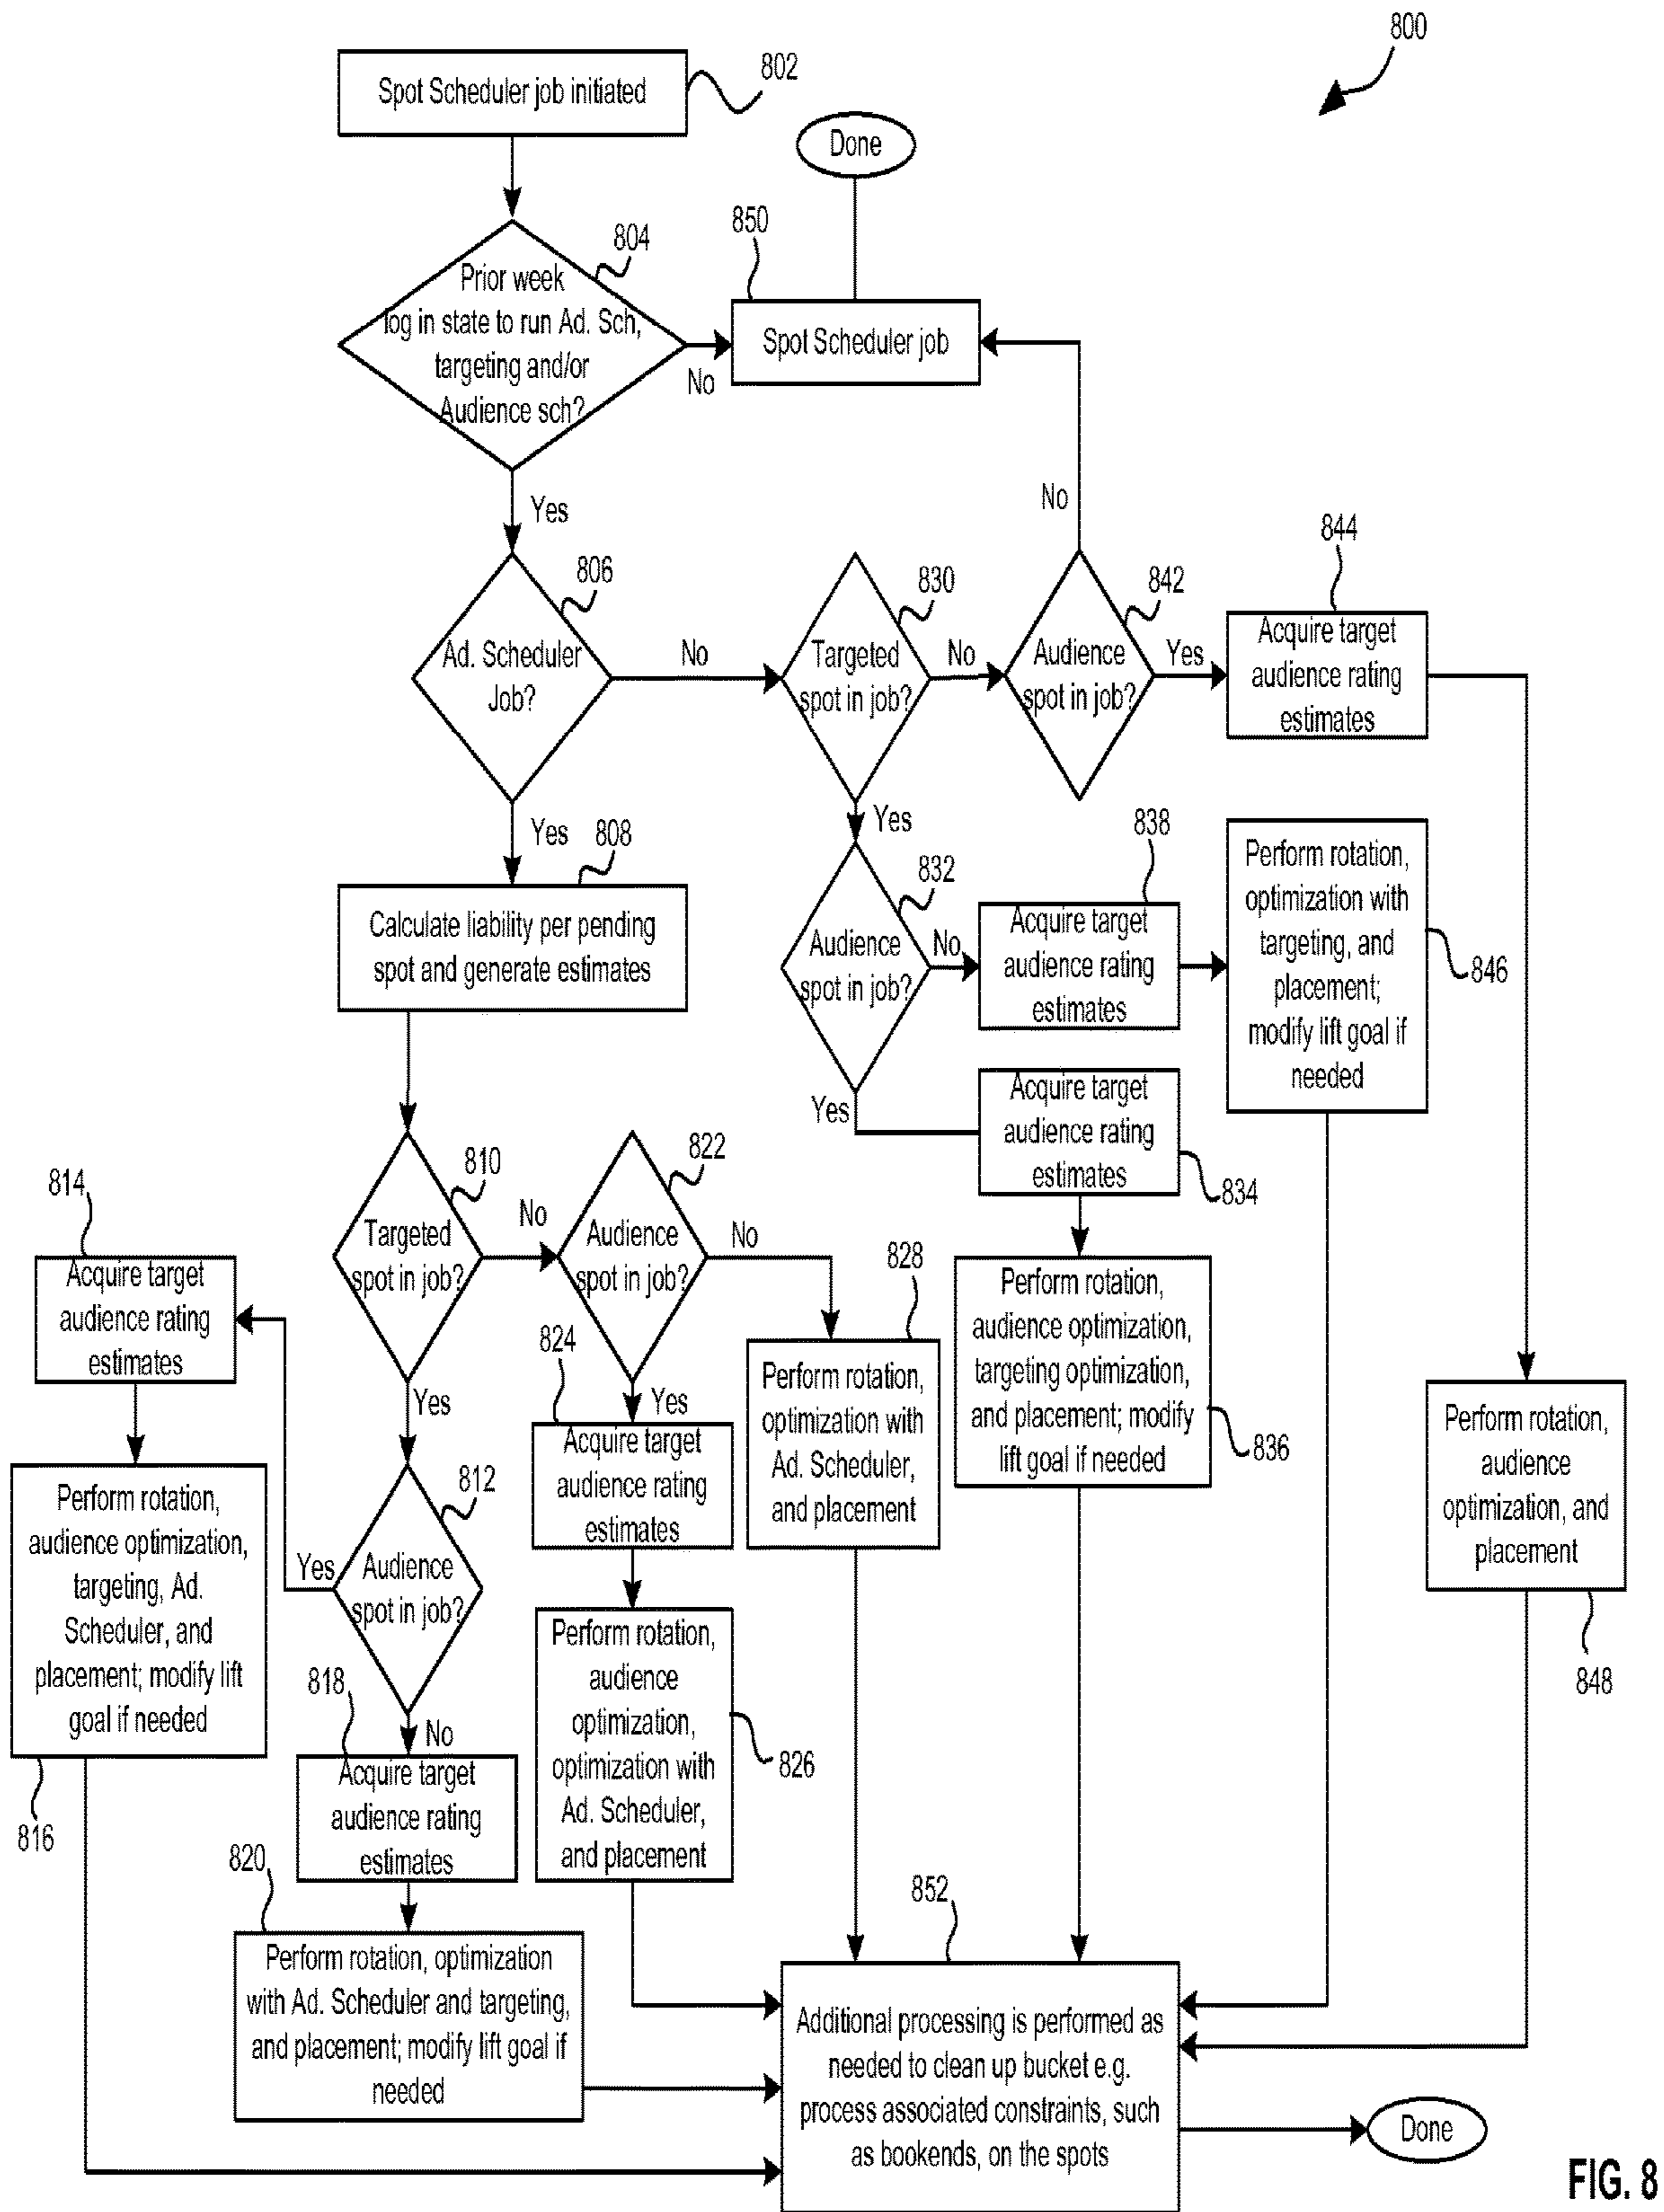 800
802
Spot Scheduler job initiated
Done
850
804
Prior week
log in state to run Ad. Sch,
targeting and/or
Audience sch?
No
Spot Scheduler job
Yes
No
806
Ad. Scheduler
Job?
No
830
Targeted
spot in job?
No
842
Audience
spot in job?
Yes
844
Acquire target
audience rating
estimates
Yes
808
Calculate liability per pending
spot and generate estimates
Yes
832
Audience
spot in job?
No
838
Acquire target
audience rating
estimates
Perform rotation,
optimization with
targeting, and
placement;
modify lift goal if
needed
846
Yes
Acquire target
audience rating
estimates
834
810
Targeted
spot in job?
No
822
Audience
spot in job?
No
814
Acquire target
audience rating
estimates
828
Perform rotation,
optimization with
Ad. Scheduler,
and placement
Perform rotation,
audience optimization,
targeting optimization,
and placement; modify
lift goal if needed
836
Yes
824
Yes
Acquire target
audience rating
estimates
Perform rotation,
audience
optimization, and
placement
848
812
Audience
spot in job?
Yes
Perform rotation,
audience optimization,
targeting, Ad.
Scheduler, and
placement; modify lift
goal if needed
816
Perform rotation,
audience
optimization,
optimization with
Ad. Scheduler,
and placement
826
818
No
Acquire target
audience rating
estimates
820
Perform rotation, optimization
with Ad. Scheduler and targeting,
and placement; modify lift goal if
needed
852
Additional processing is performed as
needed to clean up bucket e.g.
process associated constraints, such
as bookends, on the spots
Done
FIG. 8